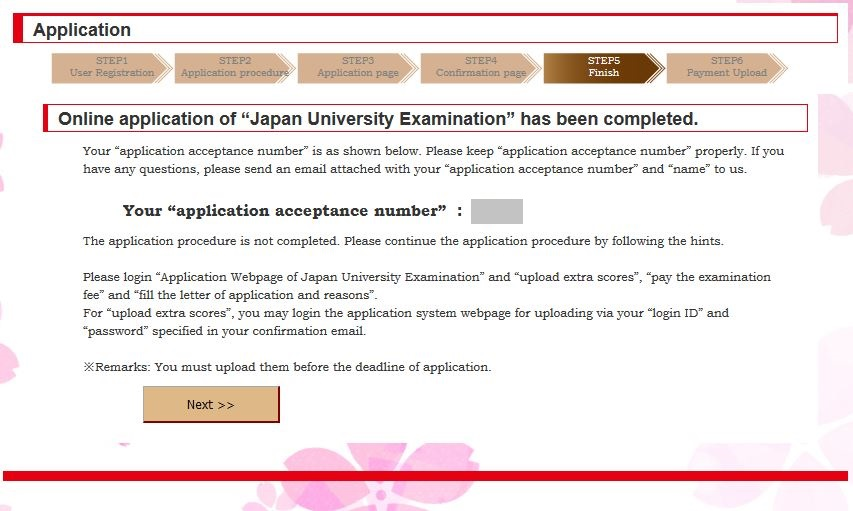 Application
STEP1
User Registration
STEP2
Application procedure
STEP3
Application page
STEP4
Confirmation page
STEP5
Finish
STEP6
Payment Upload
Online application of “Japan University Examination” has been completed.
Your “application acceptance number” is as shown below. Please keep “application acceptance number” properly. If you
have any questions, please send an email attached with your “application acceptance number” and “name” to us.
Your “application acceptance number” :
The application procedure is not completed. Please continue the application procedure by following the hints.
Please login “Application Webpage of Japan University Examination” and “upload extra scores”, “pay the examination
fee” and “fill the letter of application and reasons”.
For “upload extra scores”, you may login the application system webpage for uploading via your “login ID” and
“password” specified in your confirmation email.
※Remarks: You must upload them before the deadline of application.
Next >>